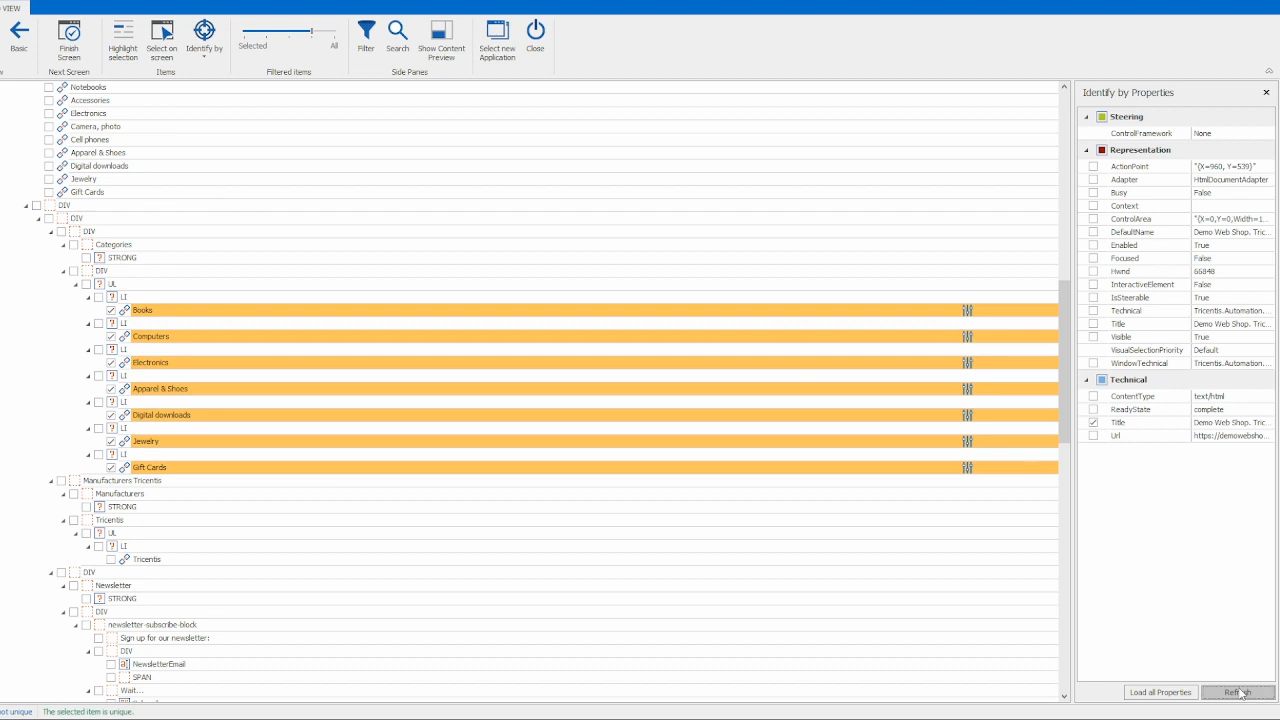 VIEW
Basic
Finish Screen
Highlight selection
Select on screen
Identify by
Selected
All
Filter
Search
Show Content Preview
Select new Application
Close
Next Screen
Items
Filtered items
Side Panes
Notebooks
Accessories
Electronics
Camera, photo
Cell phones
Apparel & Shoes
Digital downloads
Jewelry
Gift Cards
DIV
DIV
DIV
Categories
STRONG
DIV
UL
LI
Books
LI
Computers
LI
Electronics
LI
Apparel & Shoes
LI
Digital downloads
LI
Jewelry
LI
Gift Cards
Manufacturers Tricentis
Manufacturers
STRONG
Tricentis
UL
LI
Tricentis
DIV
Newsletter
STRONG
DIV
newsletter-subscribe-block
Sign up for our newsletter:
DIV
NewsletterEmail
SPAN
Wait...
Identify by Properties
Steering
ControlFramework None
Representation
ActionPoint "{X=960, Y=539}"
Adapter HtmlDocumentAdapter
Busy False
Context
ControlArea "{X=0,Y=0,Width=1...
DefaultName Demo Web Shop. Tric...
Enabled True
Focused False
Hwnd 66848
InteractiveElement False
IsSteerable True
Technical Tricentis.Automation....
Title Demo Web Shop. Tric...
Visible True
VisualSelectionPriority Default
WindowTechnical Tricentis.Automation....
Technical
ContentType text/html
ReadyState complete
Title Demo Web Shop. Tric...
Url https://demowebsho...
Load all Properties Refresh
ot unique The selected item is unique.